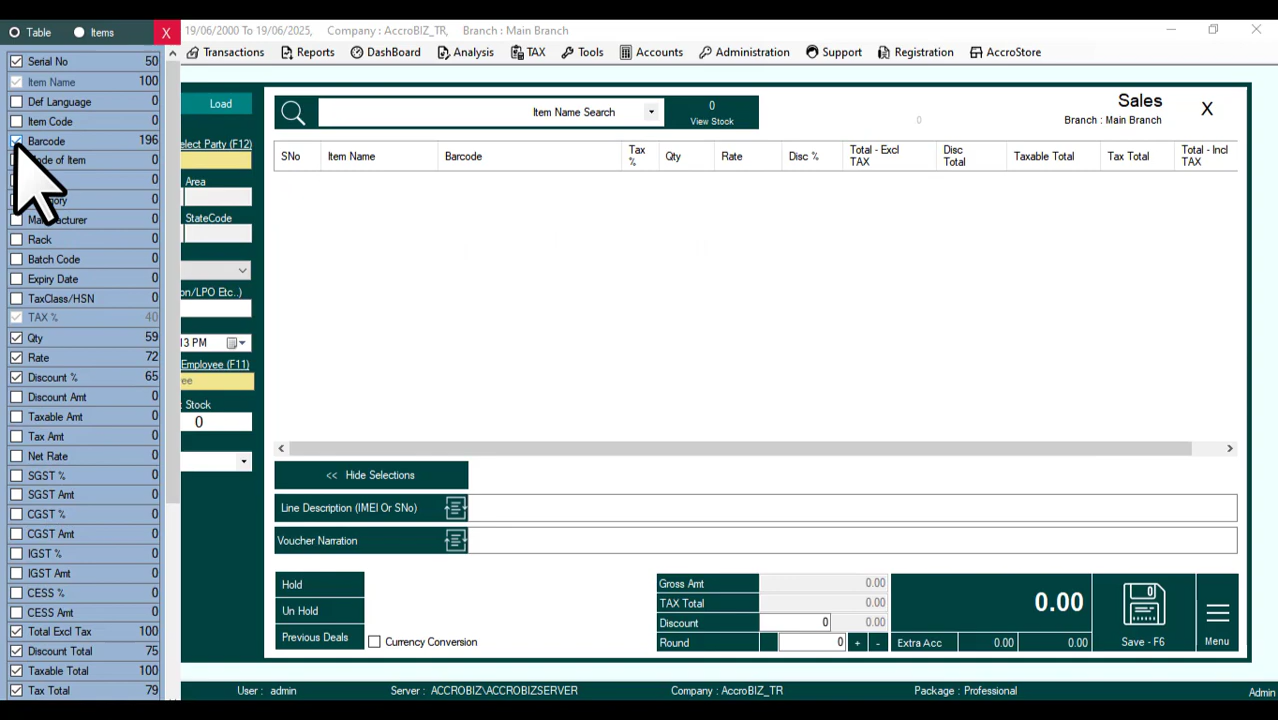 19/06/2000 To 19/06/2025, Company : AccroBIZ_TR, Branch : Main Branch
Table Items X
Transactions Reports DashBoard Analysis TAX Tools Accounts Administration Support Registration AccroStore
Serial No 50
Item Name 100
Def Language 0
Item Code 0
Barcode 196
ode of Item 0
0
gory 0
Manufacturer 0
Rack 0
Batch Code 0
Expiry Date 0
TaxClass/HSN 0
TAX % 40
Qty 59
Rate 72
Discount % 65
Discount Amt 0
Taxable Amt 0
Tax Amt 0
Net Rate 0
SGST % 0
SGST Amt 0
CGST % 0
CGST Amt 0
IGST % 0
IGST Amt 0
CESS % 0
CESS Amt 0
Total Excl Tax 100
Discount Total 75
Taxable Total 100
Tax Total 79
Load
elect Party (F12)
Area
StateCode
on/LPO Etc..)
3 PM
Employee (F11)
ee
Stock
0
Item Name Search
0
View Stock
0
Sales
Branch : Main Branch
X
SNo Item Name Barcode Tax % Qty Rate Disc % Total - Excl TAX Disc Total Taxable Total Tax Total Total - Incl TAX
<< Hide Selections
Line Description (IMEI Or SNo)
Voucher Narration
Hold
Un Hold
Previous Deals
Currency Conversion
Gross Amt 0.00
TAX Total 0.00
Discount 0 0.00
Round 0 + -
0.00
Extra Acc 0.00 0.00
Save - F6
Menu
User : admin Server : ACCROBIZ\ACCROBIZSERVER Company : AccroBIZ_TR Package : Professional Admin